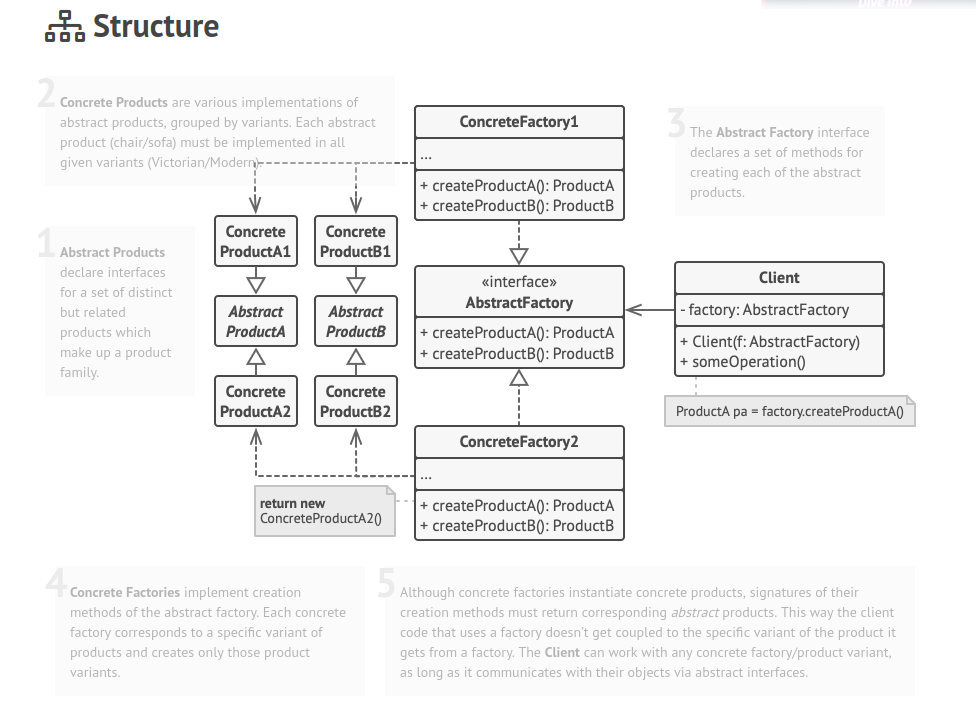 Dive Into
Structure
2
Concrete Products are various implementations of
abstract products, grouped by variants. Each abstract
product (chair/sofa) must be implemented in all
given variants (Victorian/Modern).
ConcreteFactory1
...
+ createProductA(): ProductA
+ createProductB(): ProductB
3
The Abstract Factory interface
declares a set of methods for
creating each of the abstract
products.
1
Abstract Products
declare interfaces
for a set of distinct
but related
products which
make up a product
family.
Concrete
ProductA1
Concrete
ProductB1
Abstract
ProductA
Abstract
ProductB
Concrete
ProductA2
Concrete
ProductB2
«interface»
AbstractFactory
+ createProductA(): ProductA
+ createProductB(): ProductB
Client
- factory: AbstractFactory
+ Client(f: AbstractFactory)
+ someOperation()
ProductA pa = factory.createProductA()
ConcreteFactory2
...
+ createProductA(): ProductA
+ createProductB(): ProductB
return new
ConcreteProductA2()
4
Concrete Factories implement creation
methods of the abstract factory. Each concrete
factory corresponds to a specific variant of
products and creates only those product
variants.
5
Although concrete factories instantiate concrete products, signatures of their
creation methods must return corresponding abstract products. This way the client
code that uses a factory doesn't get coupled to the specific variant of the product it
gets from a factory. The Client can work with any concrete factory/product variant,
as long as it communicates with their objects via abstract interfaces.